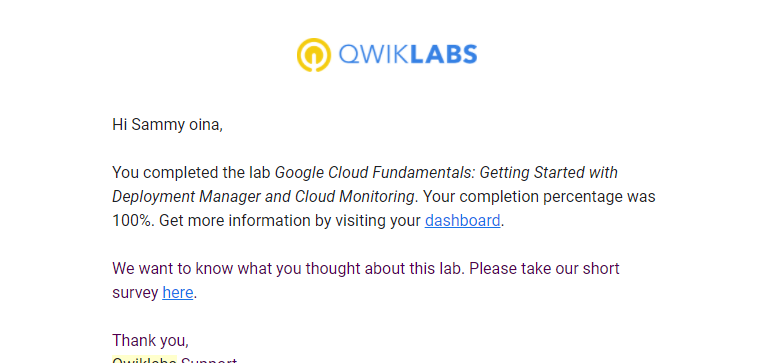 QWIKLABS
Hi Sammy oina,
You completed the lab Google Cloud Fundamentals: Getting Started with
Deployment Manager and Cloud Monitoring. Your completion percentage was
100%. Get more information by visiting your dashboard.
We want to know what you thought about this lab. Please take our short
survey here.
Thank you,
Qwiklabs Support